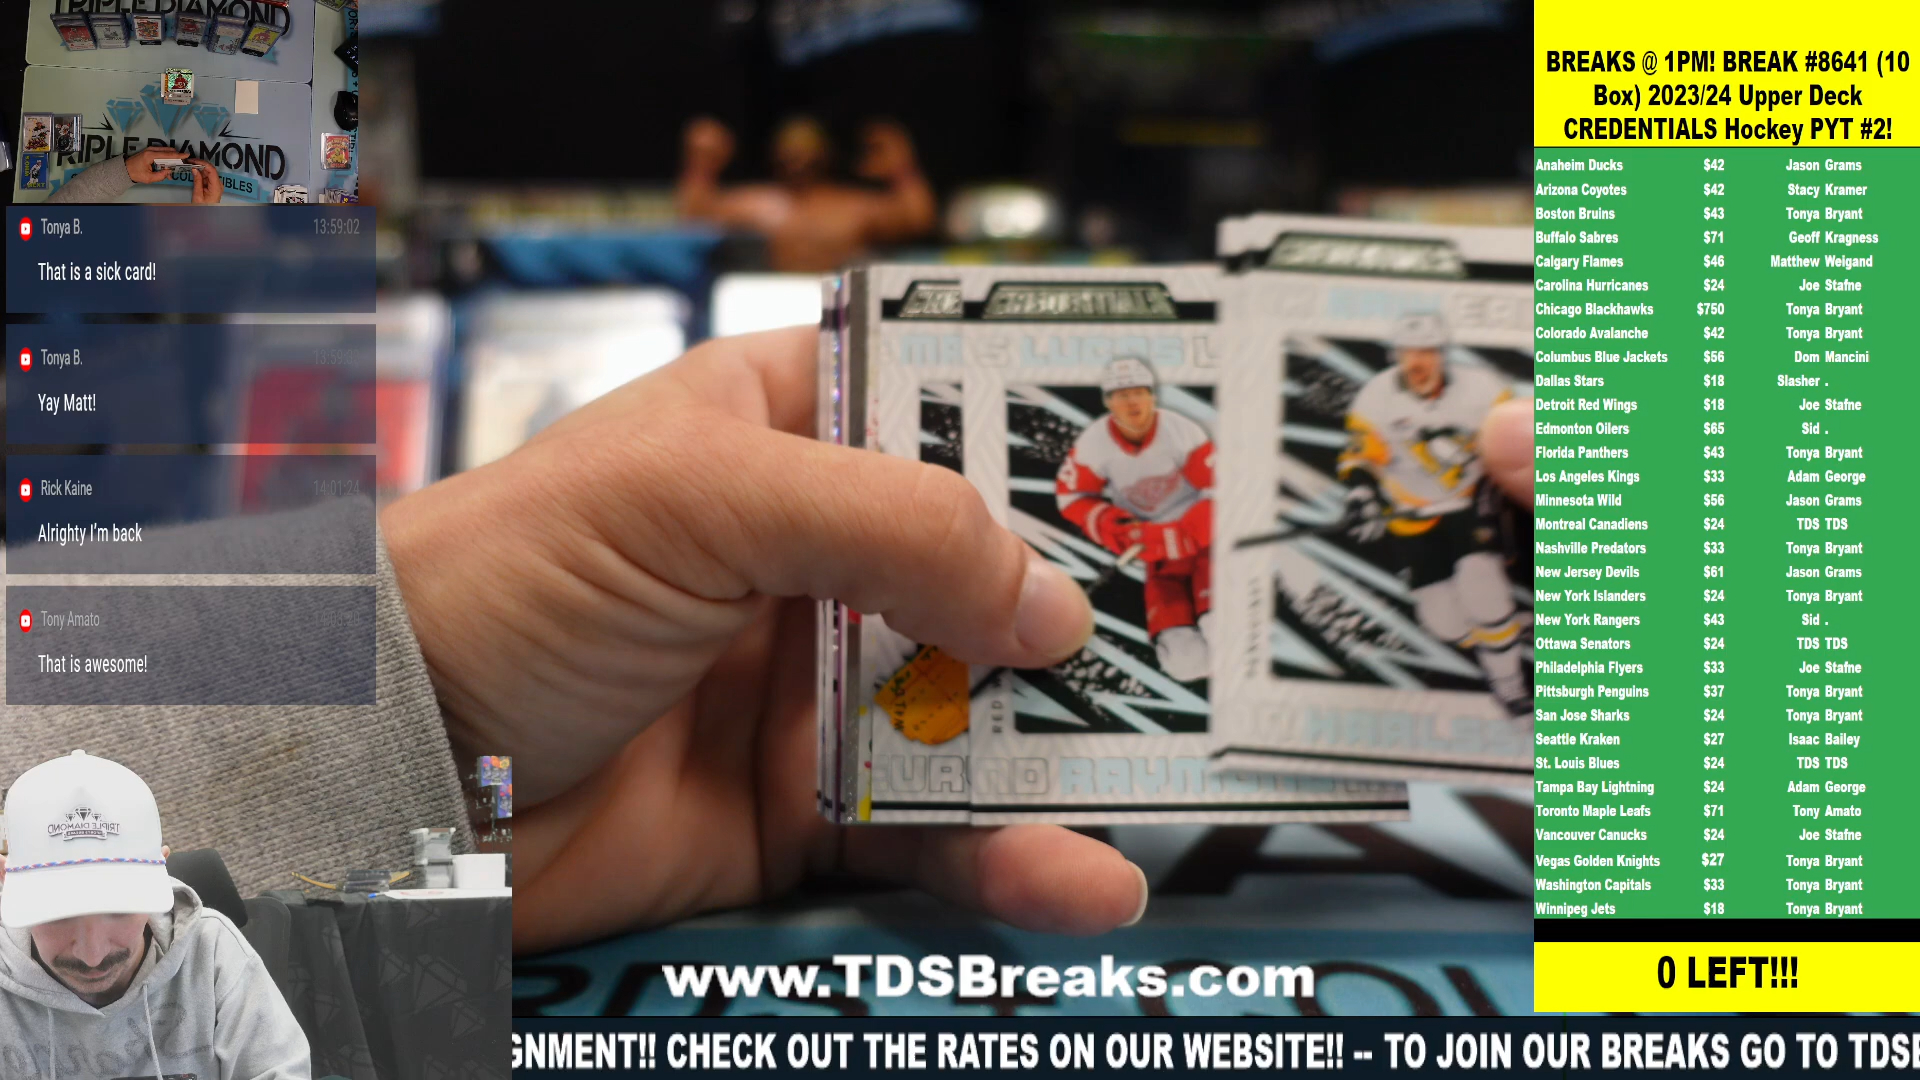 TRIPLE DIAMOND
TRIPLE DIAMOND
Tonya B. 13:59:02
That is a sick card!
Tonya B.
Yay Matt!
Rick Kaine 14:01:24
Alrighty I'm back
Tony Amato
That is awesome!
CREDENTIALS
LUCAS
RAYM
RED
www.TDSBreaks.com
GNMENT!! CHECK OUT THE RATES ON OUR WEBSITE!! -- TO JOIN OUR BREAKS GO TO TDSB
BREAKS @ 1PM! BREAK #8641 (10
Box) 2023/24 Upper Deck
CREDENTIALS Hockey PYT #2!
Anaheim Ducks $42 Jason Grams
Arizona Coyotes $42 Stacy Kramer
Boston Bruins $43 Tonya Bryant
Buffalo Sabres $71 Geoff Kragness
Calgary Flames $46 Matthew Weigand
Carolina Hurricanes $24 Joe Stafne
Chicago Blackhawks $750 Tonya Bryant
Colorado Avalanche $42 Tonya Bryant
Columbus Blue Jackets $56 Dom Mancini
Dallas Stars $18 Slasher .
Detroit Red Wings $18 Joe Stafne
Edmonton Oilers $65 Sid .
Florida Panthers $43 Tonya Bryant
Los Angeles Kings $33 Adam George
Minnesota Wild $56 Jason Grams
Montreal Canadiens $24 TDS TDS
Nashville Predators $33 Tonya Bryant
New Jersey Devils $61 Jason Grams
New York Islanders $24 Tonya Bryant
New York Rangers $43 Sid .
Ottawa Senators $24 TDS TDS
Philadelphia Flyers $33 Joe Stafne
Pittsburgh Penguins $37 Tonya Bryant
San Jose Sharks $24 Tonya Bryant
Seattle Kraken $27 Isaac Bailey
St. Louis Blues $24 TDS TDS
Tampa Bay Lightning $24 Adam George
Toronto Maple Leafs $71 Tony Amato
Vancouver Canucks $24 Joe Stafne
Vegas Golden Knights $27 Tonya Bryant
Washington Capitals $33 Tonya Bryant
Winnipeg Jets $18 Tonya Bryant
0 LEFT!!!